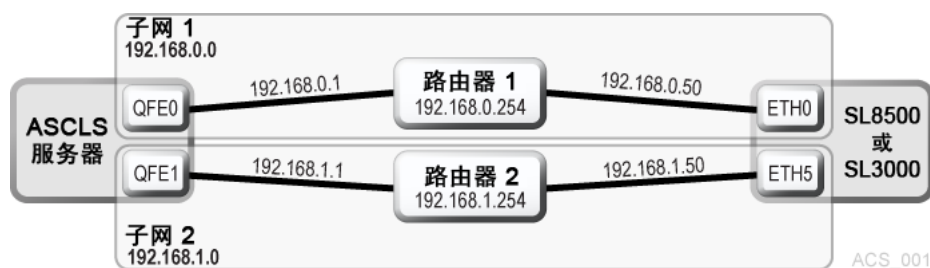 子网 1
192.168.0.0
ASCLS
服务器
QFE0
192.168.0.1
路由器 1
192.168.0.254
192.168.0.50
ETH0
SL8500
或
SL3000
QFE1
192.168.1.1
路由器 2
192.168.1.254
192.168.1.50
ETH5
子网 2
192.168.1.0
ACS_001